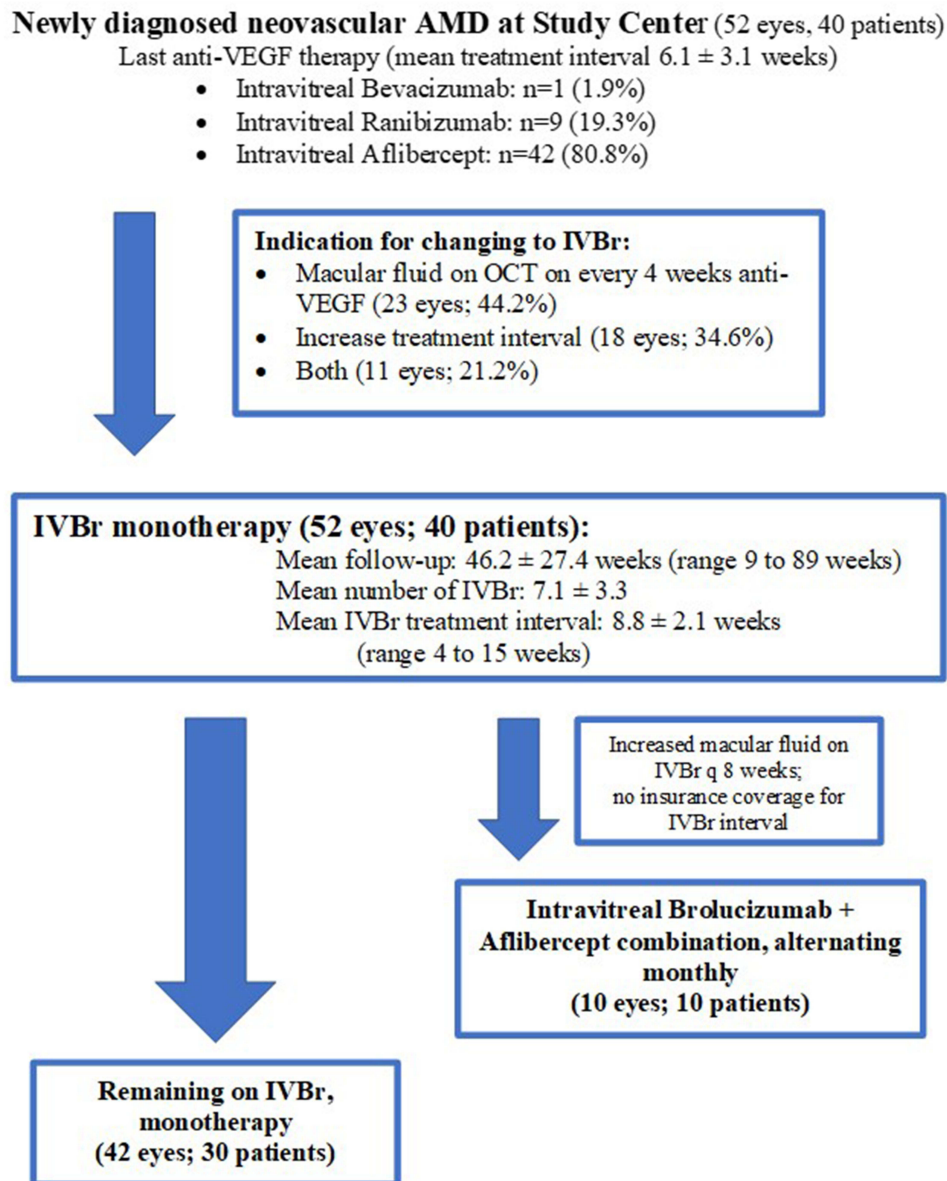 Newly diagnosed neovascular AMD at Study Center (52 eyes, 40 patients)
Last anti-VEGF therapy (mean treatment interval 6.1 ± 3.1 weeks)
• Intravitreal Bevacizumab: n=1 (1.9%)
• Intravitreal Ranibizumab: n=9 (19.3%)
• Intravitreal Aflibercept: n=42 (80.8%)
Indication for changing to IVBr:
• Macular fluid on OCT on every 4 weeks anti-
VEGF (23 eyes; 44.2%)
• Increase treatment interval (18 eyes; 34.6%)
• Both (11 eyes; 21.2%)
IVBr monotherapy (52 eyes; 40 patients):
Mean follow-up: 46.2 ± 27.4 weeks (range 9 to 89 weeks)
Mean number of IVBr: 7.1 ± 3.3
Mean IVBr treatment interval: 8.8 ± 2.1 weeks
(range 4 to 15 weeks)
Increased macular fluid on
IVBr q 8 weeks;
no insurance coverage for
IVBr interval
Intravitreal Brolucizumab +
Aflibercept combination, alternating
monthly
(10 eyes; 10 patients)
Remaining on IVBr,
monotherapy
(42 eyes; 30 patients)